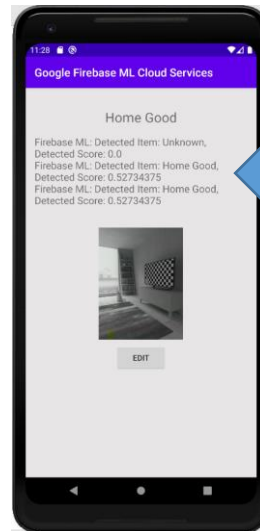 11:28
Google Firebase ML Cloud Services
Home Good
Firebase ML: Detected Item: Unknown,
Detected Score: 0.0
Firebase ML: Detected Item: Home Good,
Detected Score: 0.52734375
Firebase ML: Detected Item: Home Good,
Detected Score: 0.52734375
EDIT